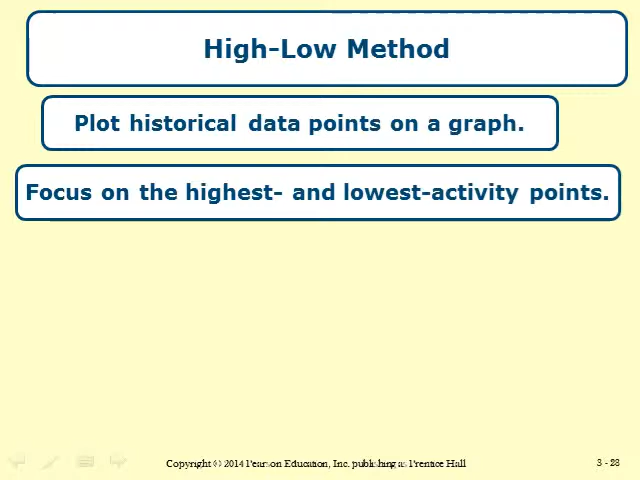 High-Low Method
Plot historical data points on a graph.
Focus on the highest- and lowest-activity points.
Copyright © 2014 Pearson Education, Inc. publishing as Prentice Hall
3 - 28